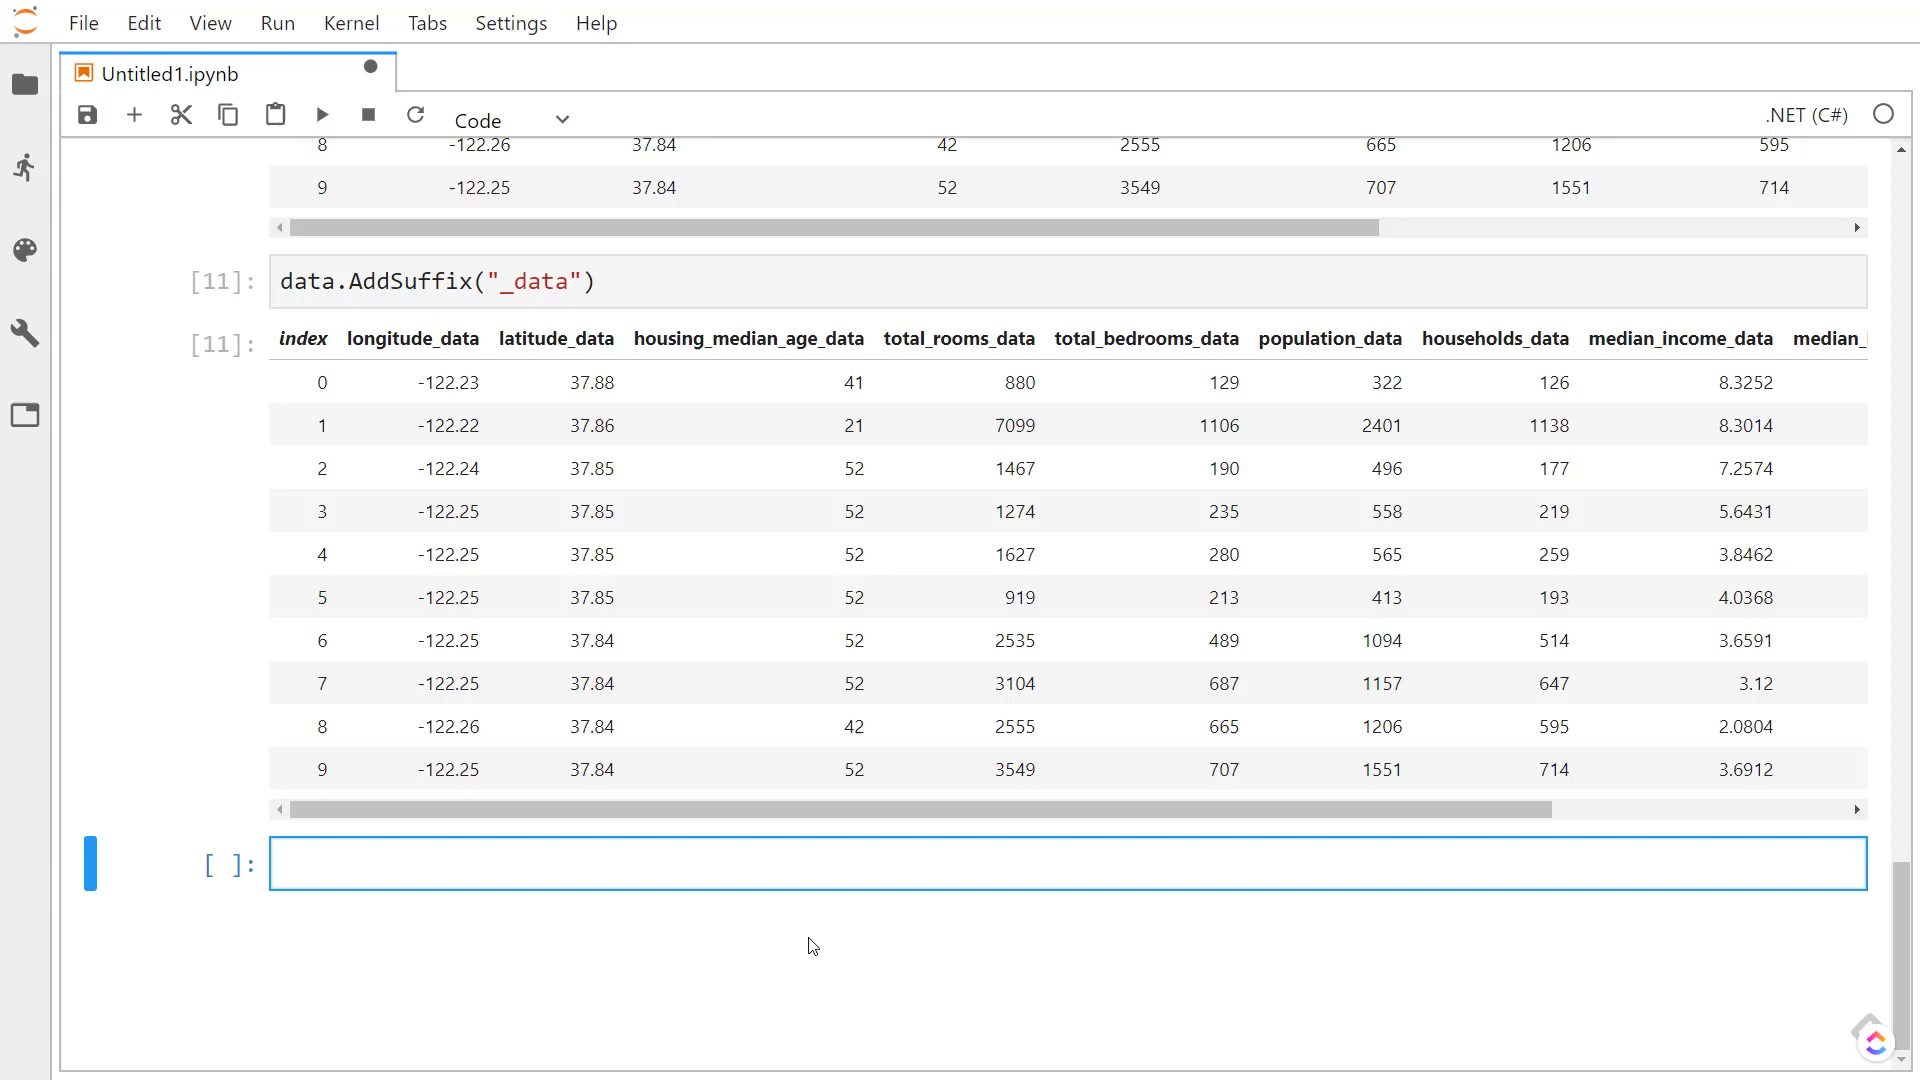 File Edit View Run Kernel Tabs Settings Help
Untitled1.ipynb
Code .NET (C#)
8 -122.26 37.84 42 2555 665 1206 595
9 -122.25 37.84 52 3549 707 1551 714
[11]: data.AddSuffix("_data")
[11]: index longitude_data latitude_data housing_median_age_data total_rooms_data total_bedrooms_data population_data households_data median_income_data median_
0 -122.23 37.88 41 880 129 322 126 8.3252
1 -122.22 37.86 21 7099 1106 2401 1138 8.3014
2 -122.24 37.85 52 1467 190 496 177 7.2574
3 -122.25 37.85 52 1274 235 558 219 5.6431
4 -122.25 37.85 52 1627 280 565 259 3.8462
5 -122.25 37.85 52 919 213 413 193 4.0368
6 -122.25 37.84 52 2535 489 1094 514 3.6591
7 -122.25 37.84 52 3104 687 1157 647 3.12
8 -122.26 37.84 42 2555 665 1206 595 2.0804
9 -122.25 37.84 52 3549 707 1551 714 3.6912
[ ]: